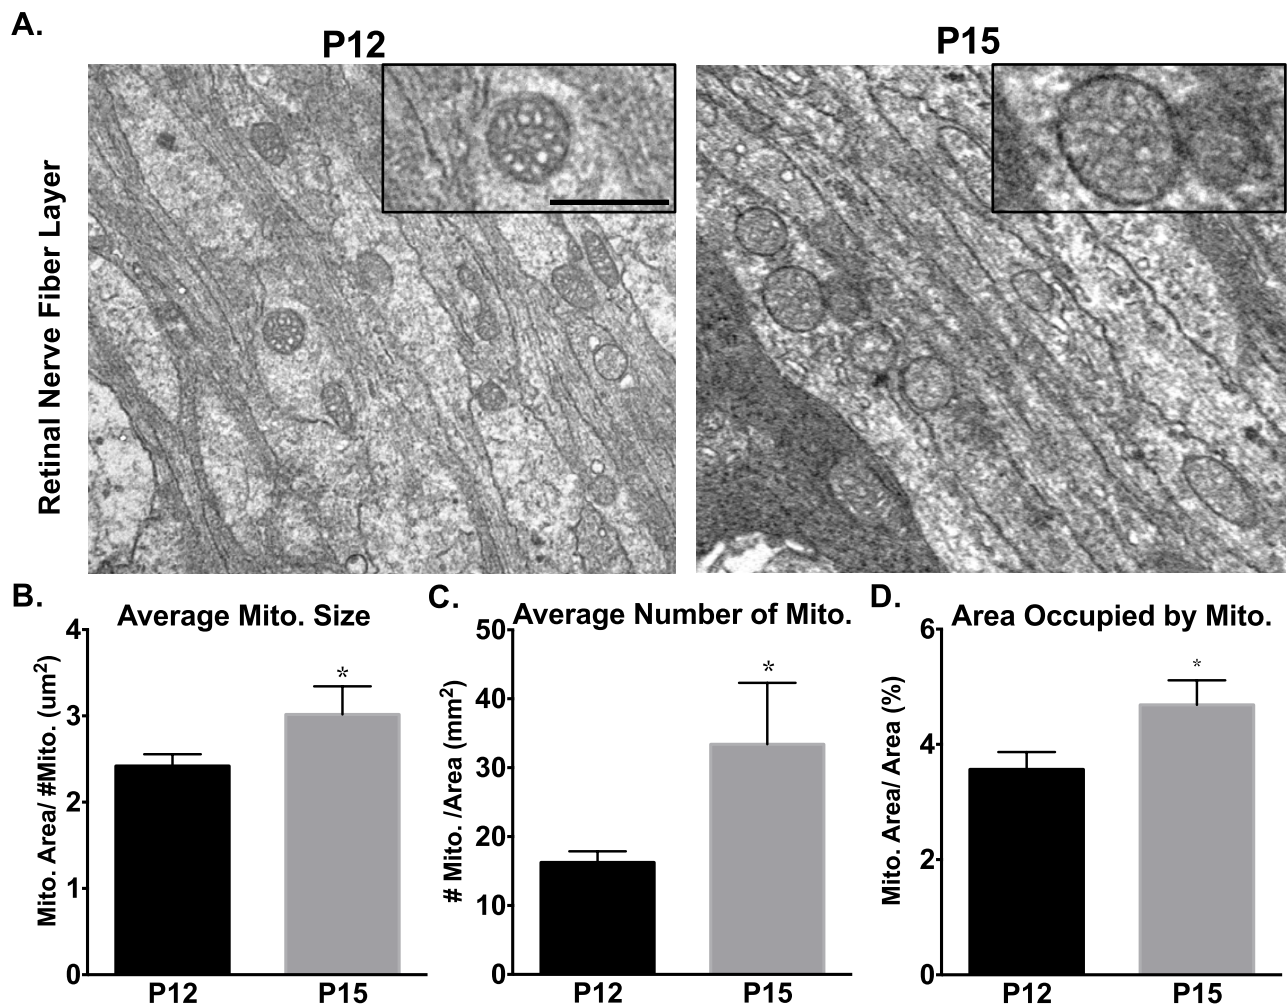 A.
P12
P15
Retinal Nerve Fiber Layer
B.
Average Mito. Size
Mito. Area/ #Mito. (um²)
4
3
2
1
0
*
P12
P15
C.
Average Number of Mito.
# Mito. /Area (mm²)
50
40
30
20
10
0
*
P12
P15
D.
Area Occupied by Mito.
Mito. Area/ Area (%)
6
4
2
0
*
P12
P15